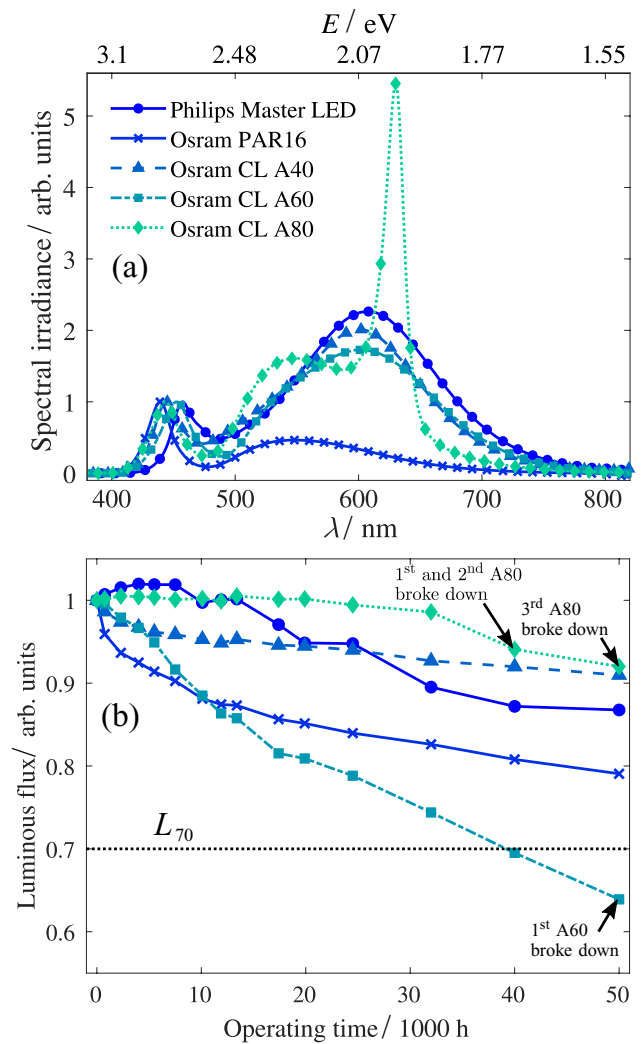 E / eV
3.1 2.48 2.07 1.77 1.55
Philips Master LED
Osram PAR16
Osram CL A40
Osram CL A60
Osram CL A80
(a)
Spectral irradiance / arb. units
5
4
3
2
1
0
400 500 600 700 800
λ / nm
1st and 2nd A80
broke down
3rd A80
broke down
(b)
Luminous flux / arb. units
1
0.9
0.8
0.7
0.6
L70
1st A60
broke down
0 10 20 30 40 50
Operating time / 1000 h